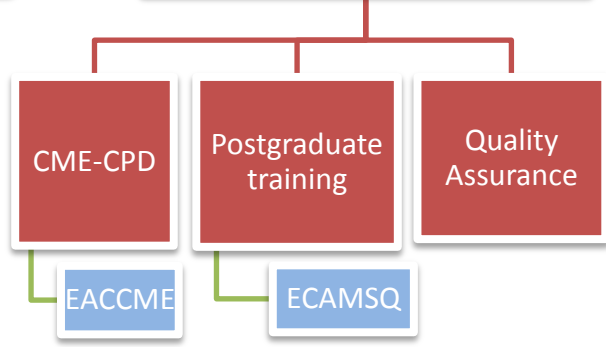 CME-CPD
Postgraduate
training
Quality
Assurance
EACCME
ECAMSQ